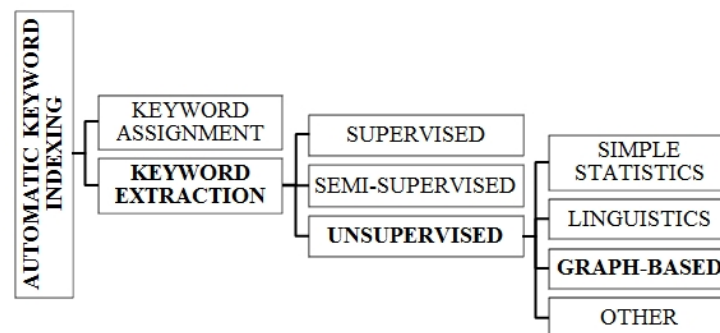 AUTOMATIC KEYWORD
INDEXING
KEYWORD
ASSIGNMENT
KEYWORD
EXTRACTION
SUPERVISED
SEMI-SUPERVISED
UNSUPERVISED
SIMPLE
STATISTICS
LINGUISTICS
GRAPH-BASED
OTHER